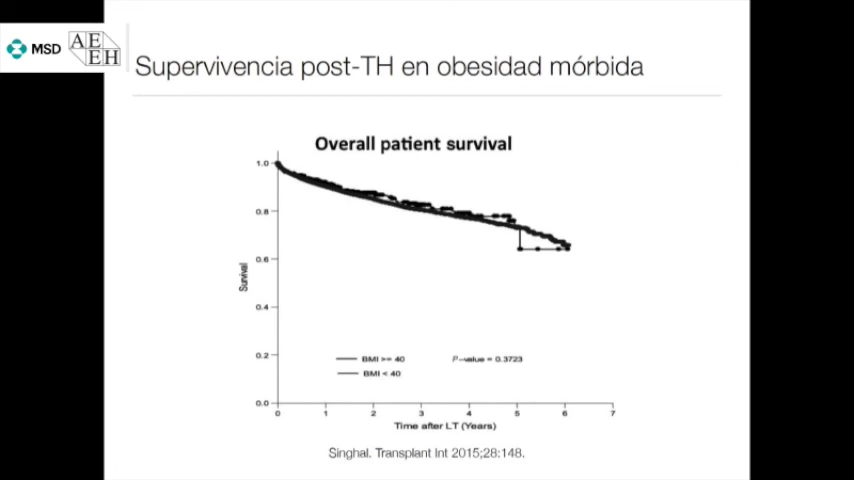 MSD
AE
EH
Supervivencia post-TH en obesidad mórbida
Overall patient survival
1.0
0.8
0.6
0.4
0.2
0.0
Survival
BMI >= 40
P-value = 0.3723
BMI < 40
0 1 2 3 4 5 6 7
Time after LT (Years)
Singhal. Transplant Int 2015;28:148.